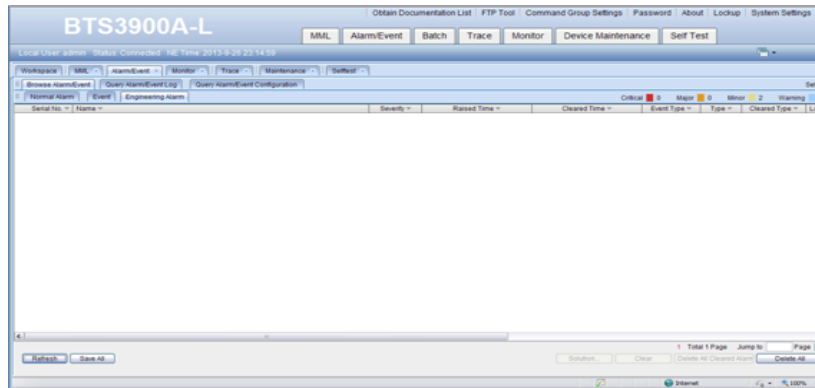 Obtain Documentation List FTP Tool Command Group Settings Password About Lockup System Settings
BTS3900A-L
MML Alarm/Event Batch Trace Monitor Device Maintenance Self Test
Local User: admin Status: Connected NE Time: 2013-9-26 23:14:59
Workspace MML Alarm/Event Monitor Trace Maintenance Selftest
Browse Alarm/Event Query Alarm/Event Log Query Alarm/Event Configuration Set
Normal Alarm Event Engineering Alarm Critical 0 Major 0 Minor 2 Warning
Serial No. Name Severity Raised Time Cleared Time Event Type Type Cleared Type
1 Total 1 Page Jump to Page
Refresh Save All Solution... Clear Delete All Cleared Alarm Delete All
Internet 100%